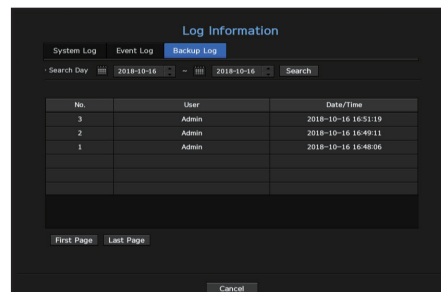 Log Information
System Log Event Log Backup Log
Search Day 2018-10-16 ~ 2018-10-16 Search
No. User Date/Time
3 Admin 2018-10-16 16:51:19
2 Admin 2018-10-16 16:49:11
1 Admin 2018-10-16 16:48:06
First Page Last Page
Cancel